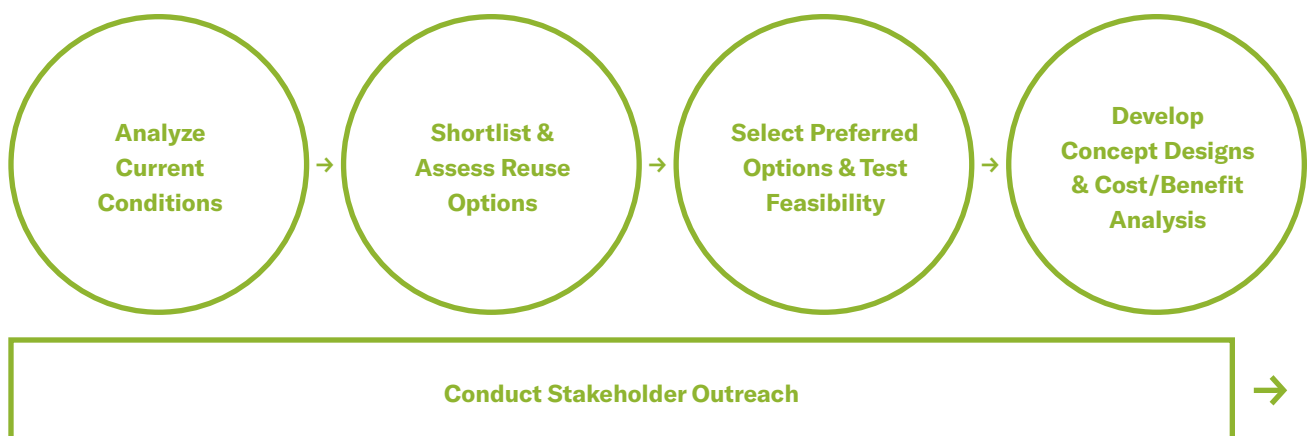 Analyze
Current
Conditions
Shortlist &
Assess Reuse
Options
Select Preferred
Options & Test
Feasibility
Develop
Concept Designs
& Cost/Benefit
Analysis
Conduct Stakeholder Outreach